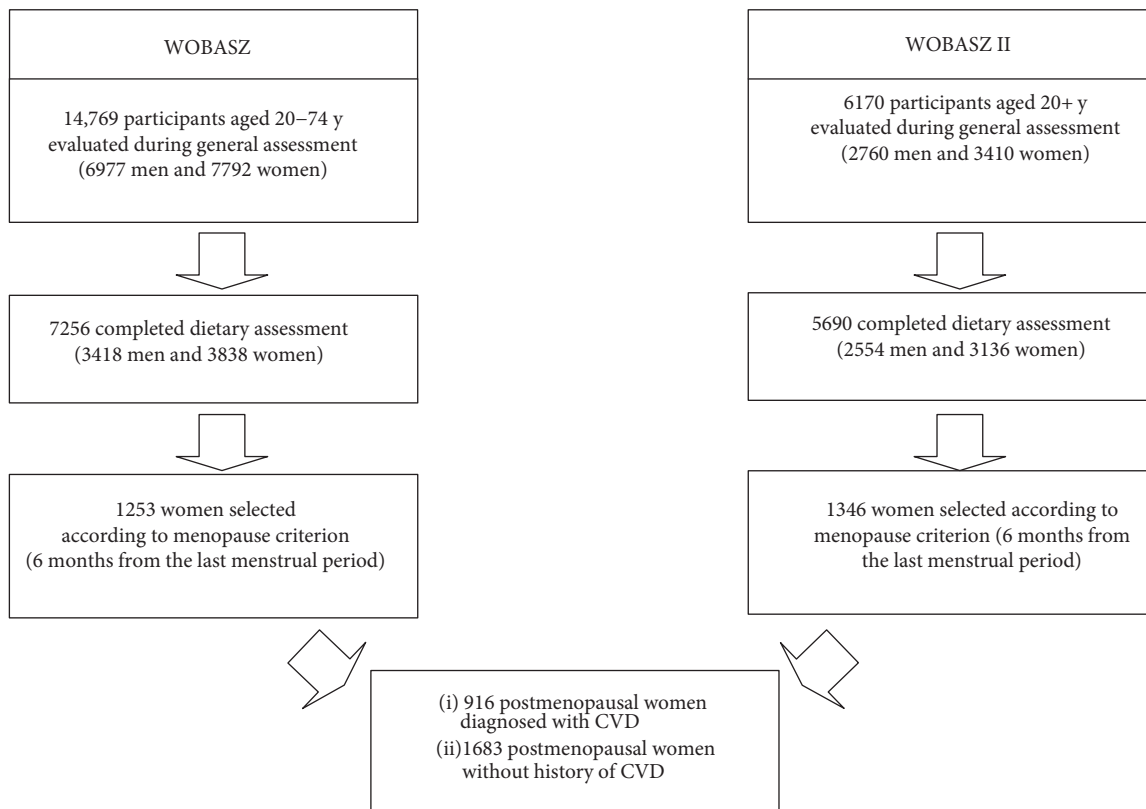 WOBASZ
14,769 participants aged 20−74 y
evaluated during general assessment
(6977 men and 7792 women)
7256 completed dietary assessment
(3418 men and 3838 women)
1253 women selected
according to menopause criterion
(6 months from the last menstrual period)
WOBASZ II
6170 participants aged 20+ y
evaluated during general assessment
(2760 men and 3410 women)
5690 completed dietary assessment
(2554 men and 3136 women)
1346 women selected according to
menopause criterion (6 months from
the last menstrual period)
(i) 916 postmenopausal women
diagnosed with CVD
(ii)1683 postmenopausal women
without history of CVD